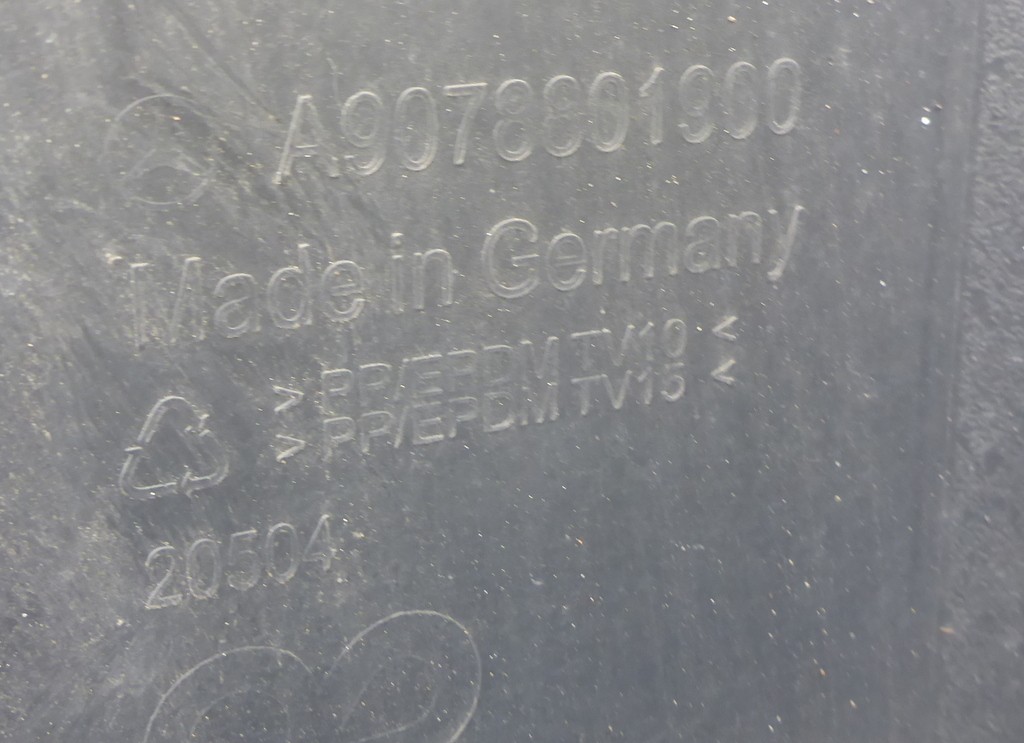 A9078801900
Made in Germany
> PP/EPDM TV10 <
> PP/EPDM TV15 <
20504